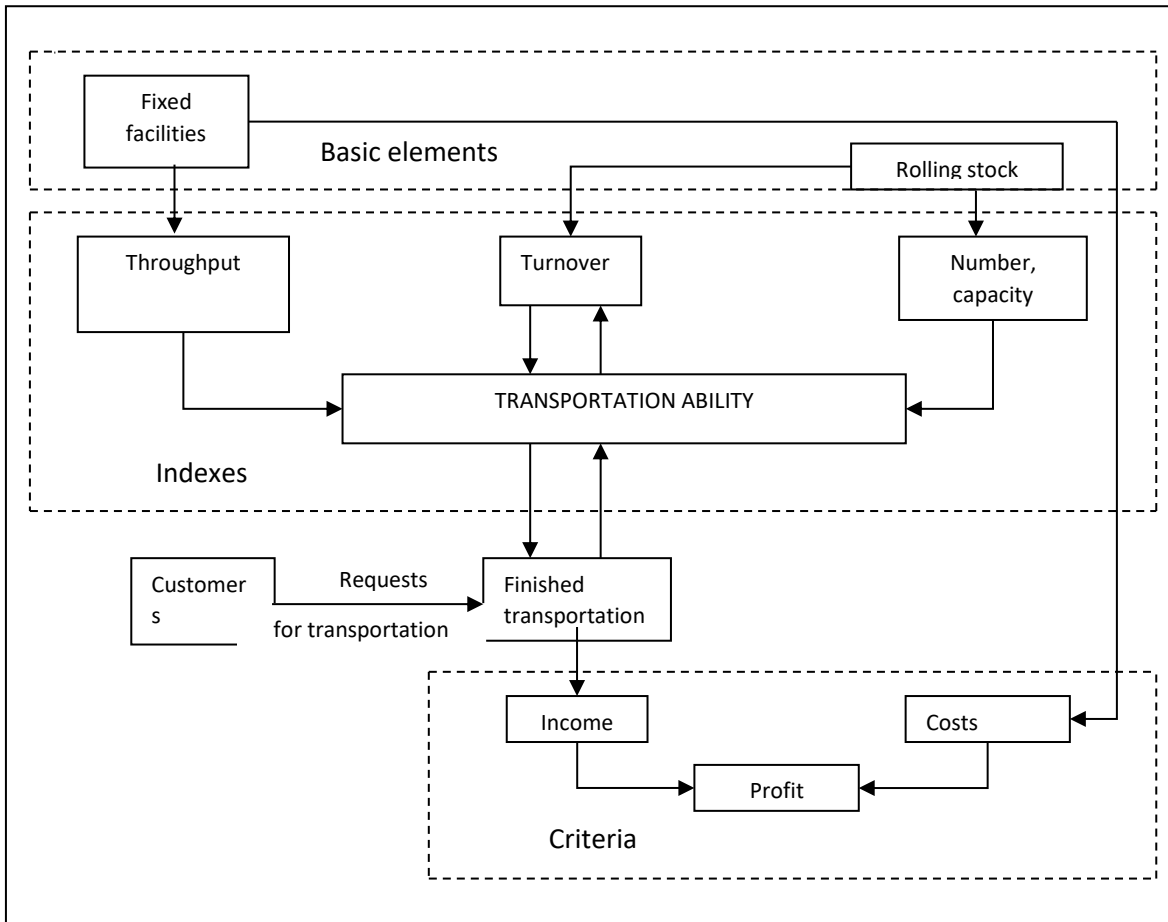 Fixed
facilities
Basic elements
Rolling stock
Throughput
Turnover
Number,
capacity
TRANSPORTATION ABILITY
Indexes
Customer
s
Requests
for transportation
Finished
transportation
Income
Costs
Profit
Criteria